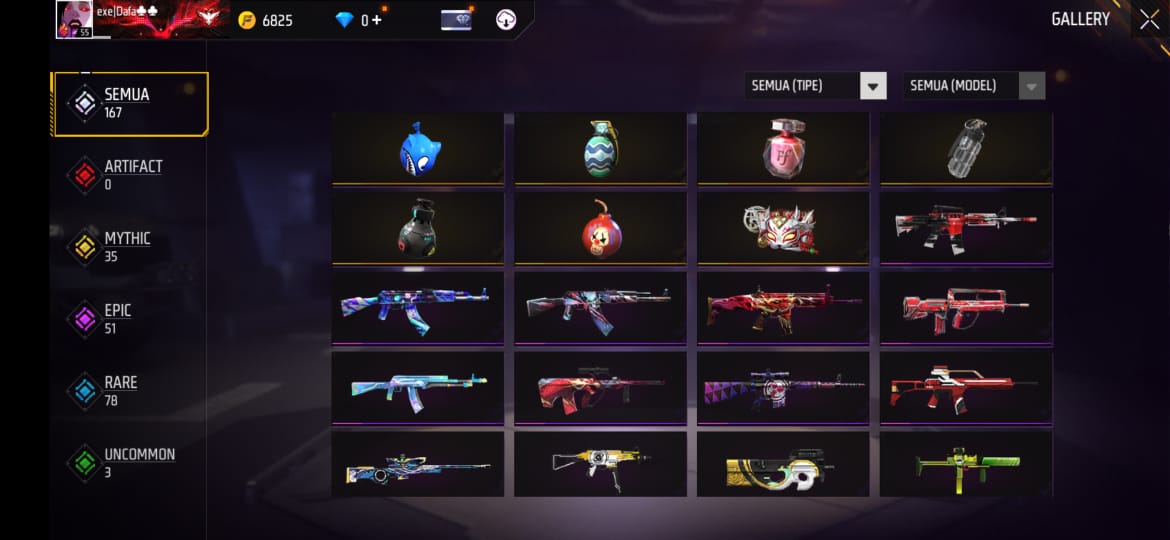 exe|Dafa♣♣
55
6825
0+
GALLERY
SEMUA
167
ARTIFACT
0
MYTHIC
35
EPIC
51
RARE
78
UNCOMMON
3
SEMUA (TIPE)
SEMUA (MODEL)
Ff